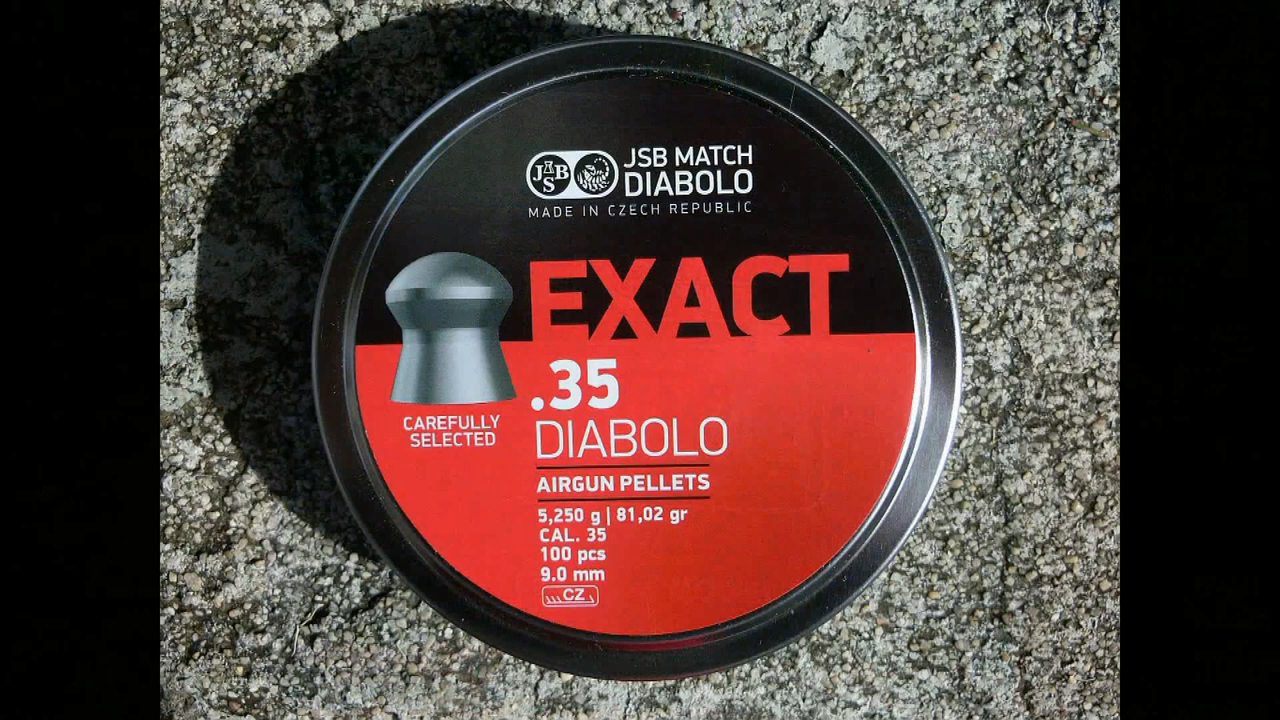 JSB
JSB MATCH
DIABOLO
MADE IN CZECH REPUBLIC
EXACT
.35
DIABOLO
CAREFULLY
SELECTED
AIRGUN PELLETS
5,250 g | 81,02 gr
CAL. 35
100 pcs
9.0 mm
CZ